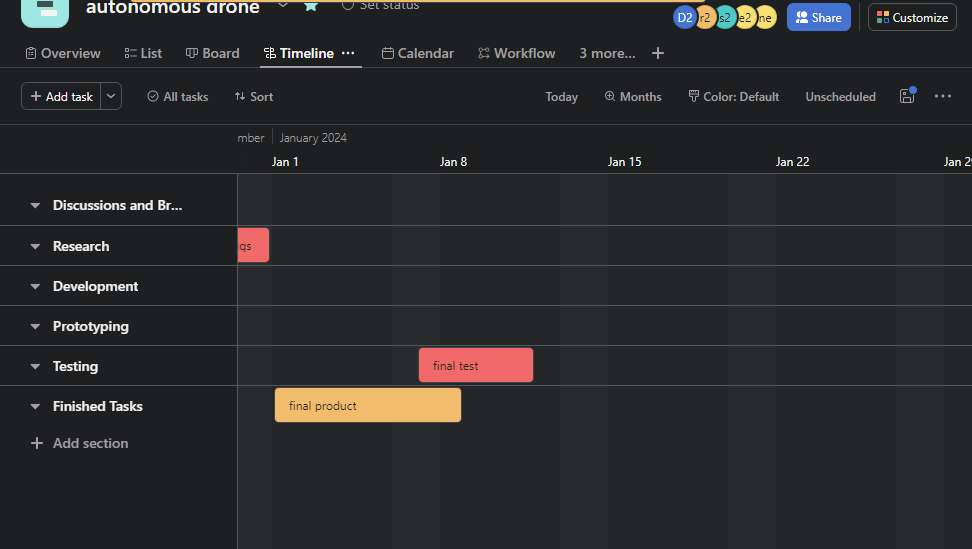 autonomous drone
Set status
D2 r2 s2 e2 ne
Share
Customize
Overview List Board Timeline ... Calendar Workflow 3 more... +
+ Add task
All tasks
Sort
Today
Months
Color: Default
Unscheduled
...
mber January 2024
Jan 1 Jan 8 Jan 15 Jan 22 Jan 29
Discussions and Br...
Research
qs
Development
Prototyping
Testing
final test
Finished Tasks
final product
+ Add section